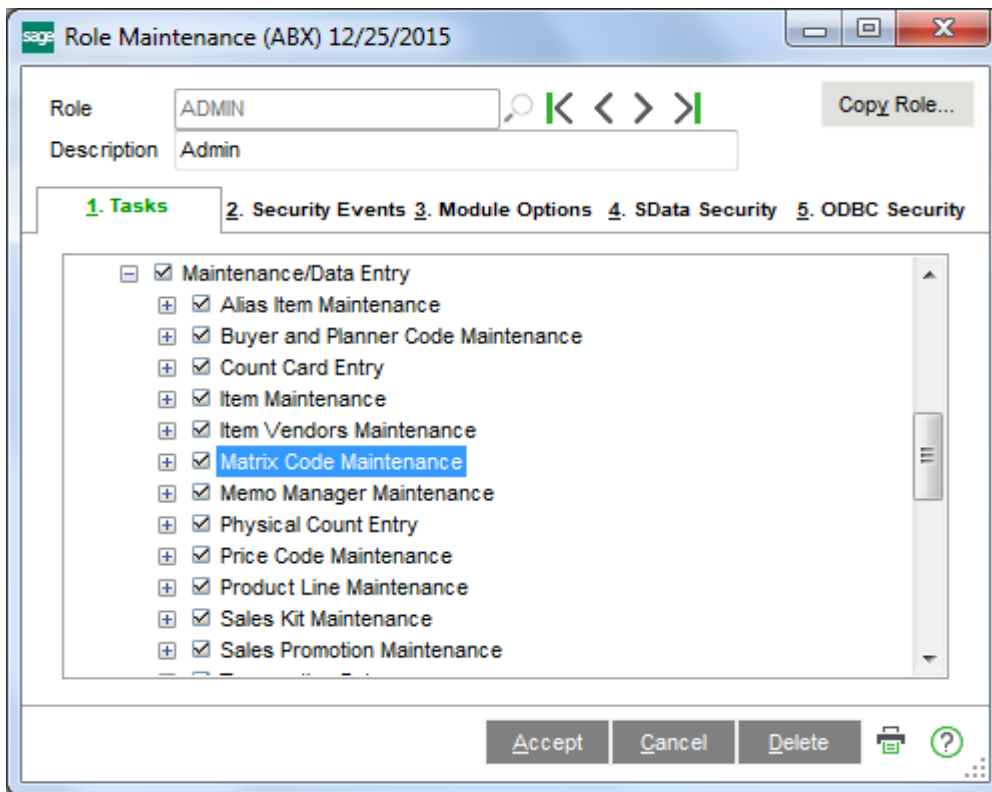 sage Role Maintenance (ABX) 12/25/2015
Role ADMIN Copy Role...
Description Admin
1. Tasks 2. Security Events 3. Module Options 4. SData Security 5. ODBC Security
Maintenance/Data Entry
Alias Item Maintenance
Buyer and Planner Code Maintenance
Count Card Entry
Item Maintenance
Item Vendors Maintenance
Matrix Code Maintenance
Memo Manager Maintenance
Physical Count Entry
Price Code Maintenance
Product Line Maintenance
Sales Kit Maintenance
Sales Promotion Maintenance
Accept Cancel Delete ?